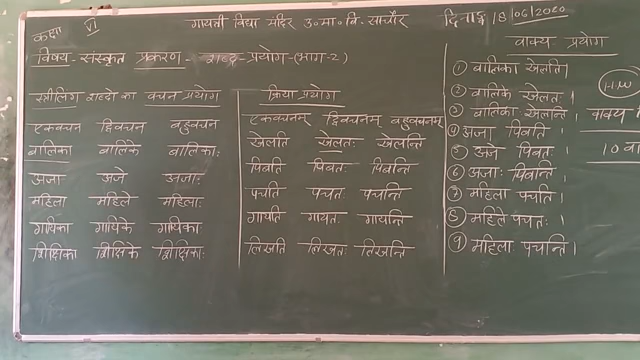 कक्षा VI
गायत्री विद्या मंदिर उ॰मा॰वि-साचौर
दिनाङ्क 18/06/2020
विषय - संस्कृत प्रकरण - शब्द-प्रयोग-(भाग-2)
स्त्रीलिंग शब्दो का वचन प्रयोग
एकवचन द्विवचन बहुवचन
बालिका बालिके बालिका:
अजा अजे अजा:
महिला महिले महिला:
गायिका गायिके गायिका:
शिक्षिका शिक्षिके शिक्षिका:
क्रिया प्रयोग
एकवचनम् द्विवचनम् बहुवचनम्
खेलति खेलत: खेलन्ति
पिबति पिबत: पिबन्ति
पचति पचत: पचन्ति
गायति गायत: गायन्ति
लिखति लिखत: लिखन्ति
वाक्य - प्रयोग
① बालिका खेलति।
② बालिके खेलत:
③ बालिका खेलन्ति।
④ अजा पिबति।
⑤ अजे पिबत:।
⑥ अजा: पिबन्ति।
⑦ महिला पचति।
⑧ महिले पचत:।
⑨ महिला पचन्ति।
H.W
वाक्य
10 वा